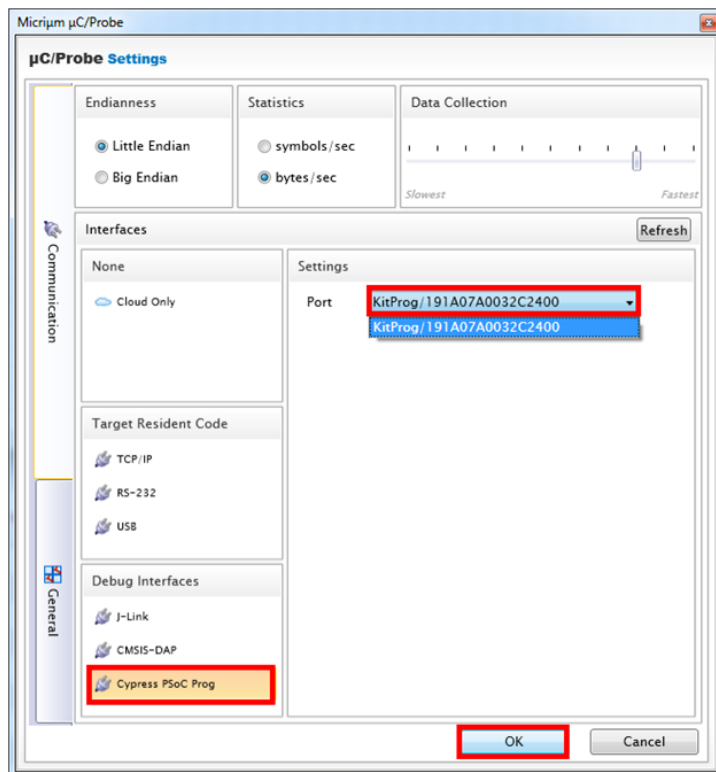 Micriµm µC/Probe
µC/Probe Settings
Endianness
Little Endian
Big Endian
Statistics
symbols/sec
bytes/sec
Data Collection
Slowest
Fastest
Communication
General
Interfaces
Refresh
None
Cloud Only
Target Resident Code
TCP/IP
RS-232
USB
Debug Interfaces
J-Link
CMSIS-DAP
Cypress PSoC Prog
Settings
Port
KitProg/191A07A0032C2400
KitProg/191A07A0032C2400
OK
Cancel